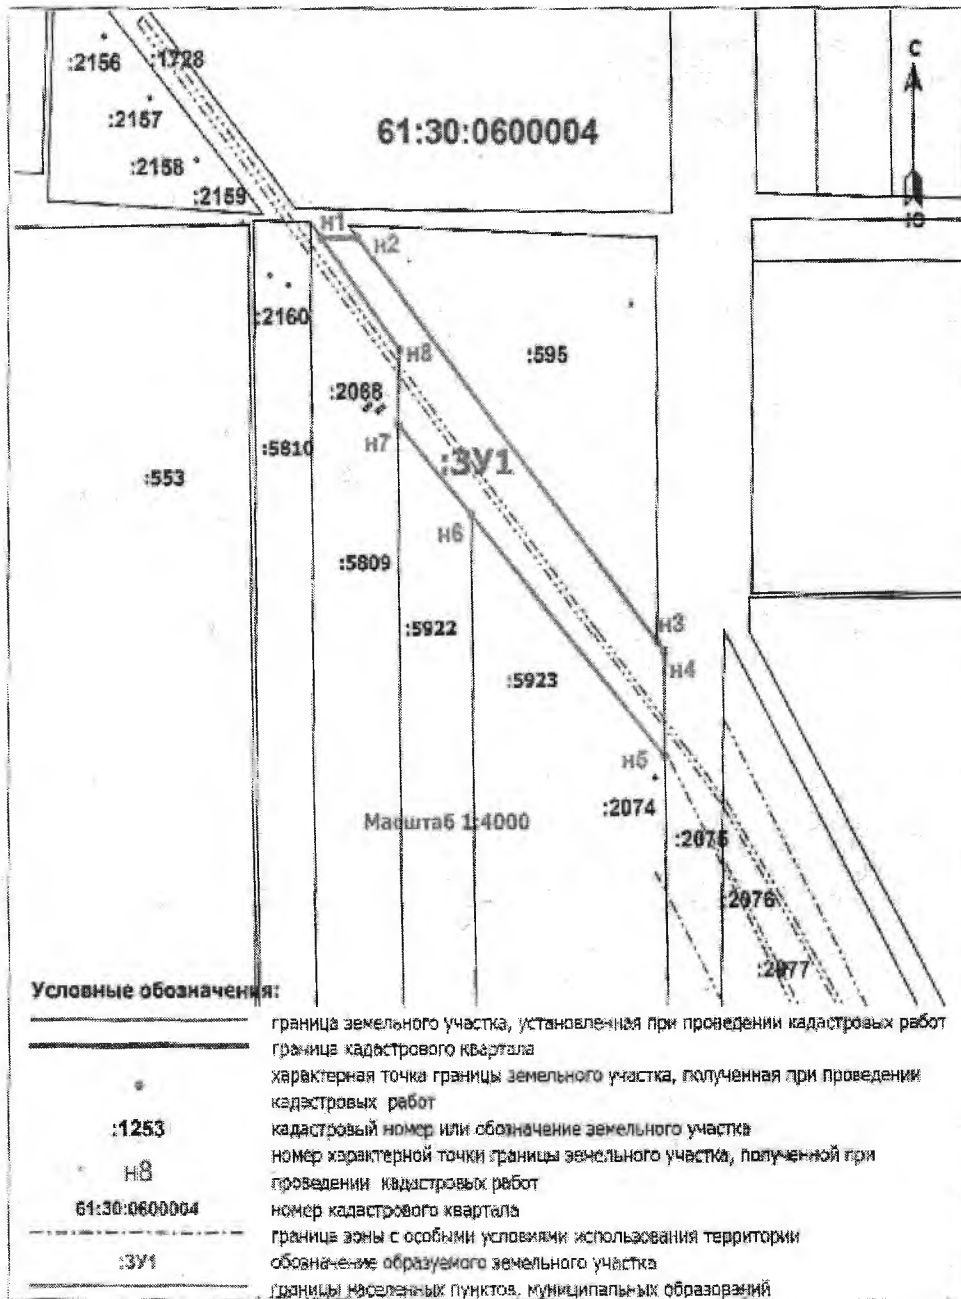 :2156
:1728
С
:2157
61:30:0600004
:2158
:2159
Ю
н1
н2
:2160
н8
:595
:2068
н7
:5810
:ЗУ1
:553
н6
:5809
:5922
н3
н4
:5923
н5
:2074
Масштаб 1:4000
:2075
:2076
:2077
Условные обозначения:
граница земельного участка, установленная при проведении кадастровых работ
граница кадастрового квартала
характерная точка границы земельного участка, полученная при проведении
кадастровых работ
:1253
кадастровый номер или обозначение земельного участка
н8
номер характерной точки границы земельного участка, полученной при
проведении кадастровых работ
61:30:0600004
номер кадастрового квартала
граница зоны с особыми условиями использования территории
:ЗУ1
обозначение образуемого земельного участка
границы населенных пунктов, муниципальных образований